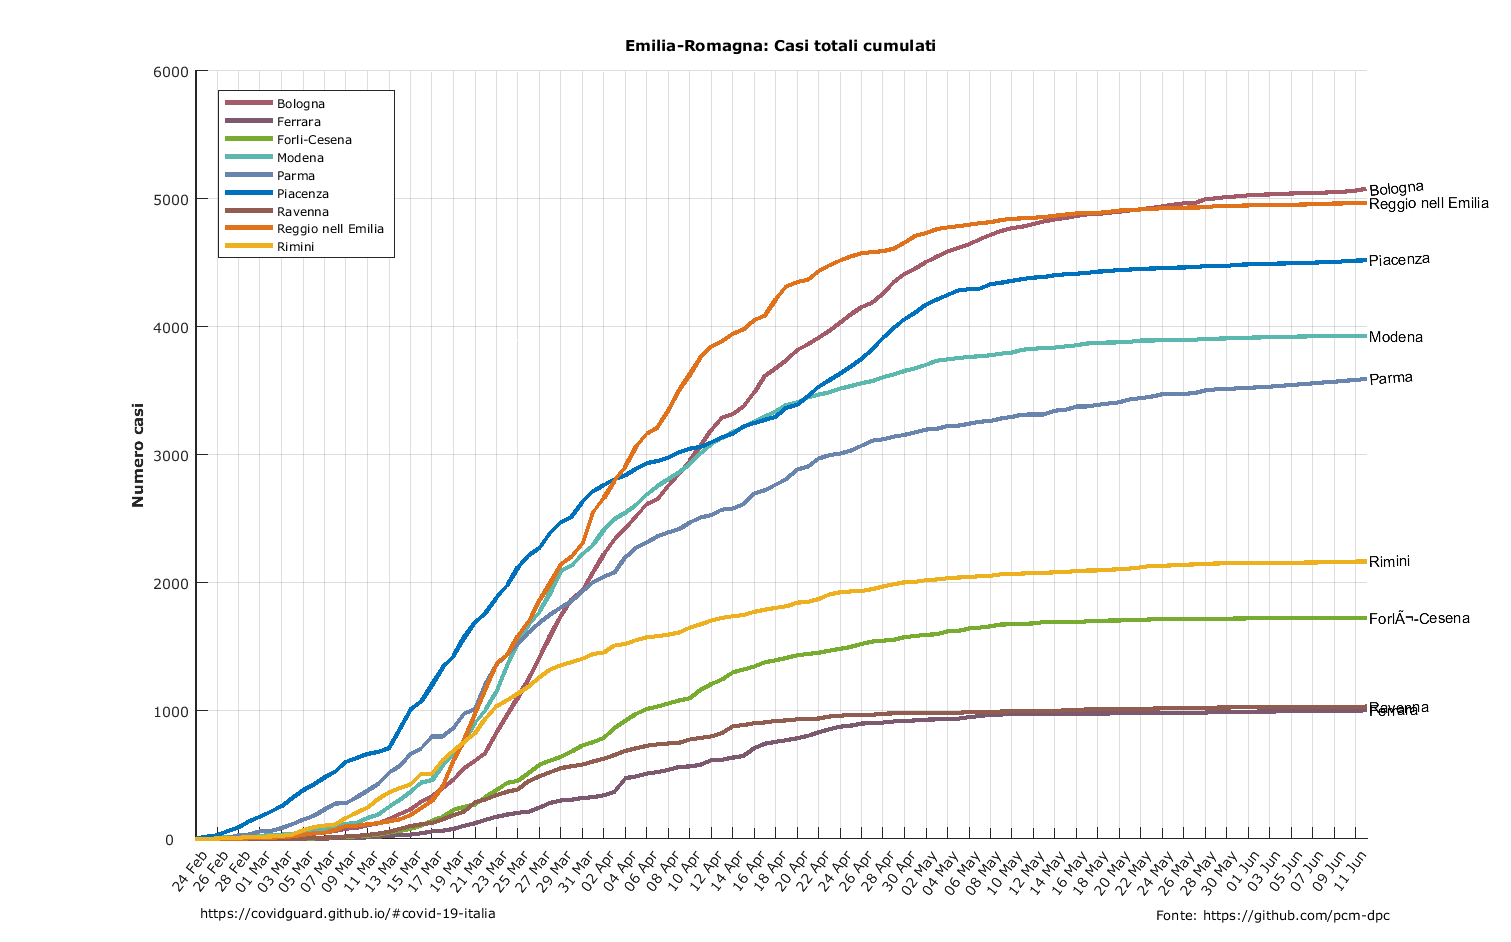 Emilia-Romagna: Casi totali cumulati
6000
5000
4000
3000
2000
1000
0
Numero casi
Bologna
Ferrara
Forlì-Cesena
Modena
Parma
Piacenza
Ravenna
Reggio nell Emilia
Rimini
Bologna
Reggio nell Emilia
Piacenza
Modena
Parma
Rimini
ForlÃ¬-Cesena
Ravenna
Ferrara
24 Feb
26 Feb
28 Feb
01 Mar
03 Mar
05 Mar
07 Mar
09 Mar
11 Mar
13 Mar
15 Mar
17 Mar
19 Mar
21 Mar
23 Mar
25 Mar
27 Mar
29 Mar
31 Mar
02 Apr
04 Apr
06 Apr
08 Apr
10 Apr
12 Apr
14 Apr
16 Apr
18 Apr
20 Apr
22 Apr
24 Apr
26 Apr
28 Apr
30 Apr
02 May
04 May
06 May
08 May
10 May
12 May
14 May
16 May
18 May
20 May
22 May
24 May
26 May
28 May
30 May
01 Jun
03 Jun
05 Jun
07 Jun
09 Jun
11 Jun
https://covidguard.github.io/#covid-19-italia
Fonte: https://github.com/pcm-dpc